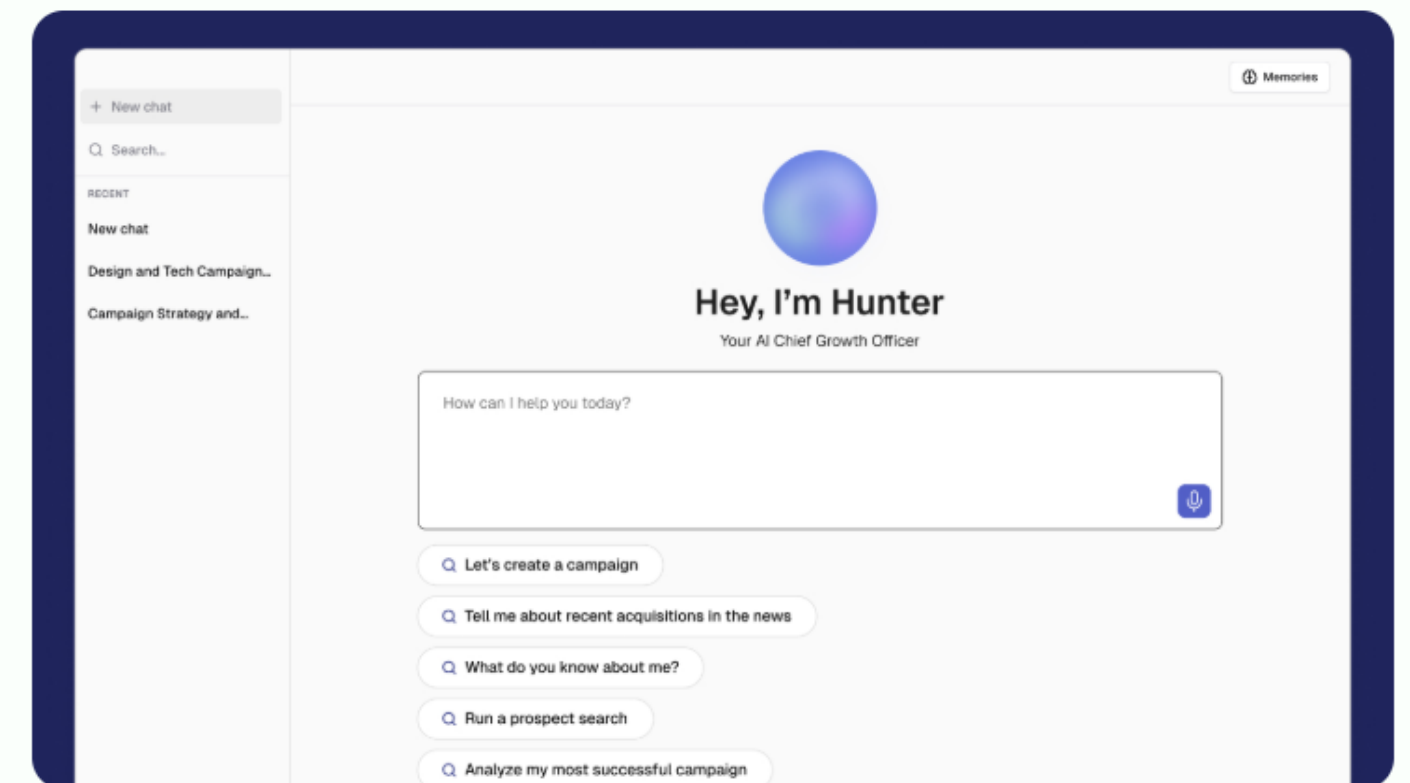 Memories
+ New chat
Search...
RECENT
New chat
Design and Tech Campaign...
Campaign Strategy and...
Hey, I'm Hunter
Your AI Chief Growth Officer
How can I help you today?
Let's create a campaign
Tell me about recent acquisitions in the news
What do you know about me?
Run a prospect search
Analyze my most successful campaign